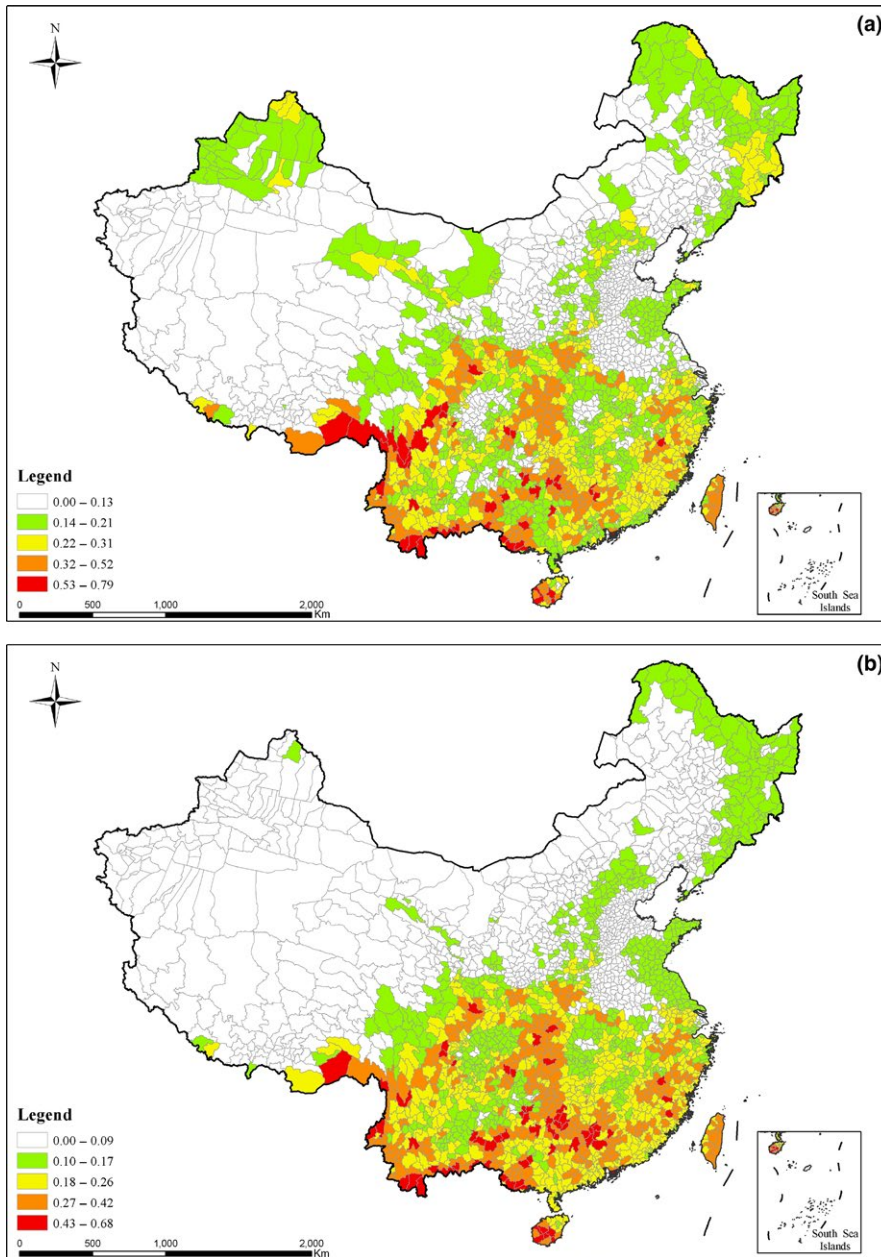 (a)
N
Legend
0.00 – 0.13
0.14 – 0.21
0.22 – 0.31
0.32 – 0.52
0.53 – 0.79
0 500 1,000 2,000
Km
South Sea
Islands
(b)
N
Legend
0.00 – 0.09
0.10 – 0.17
0.18 – 0.26
0.27 – 0.42
0.43 – 0.68
0 500 1,000 2,000
Km
South Sea
Islands